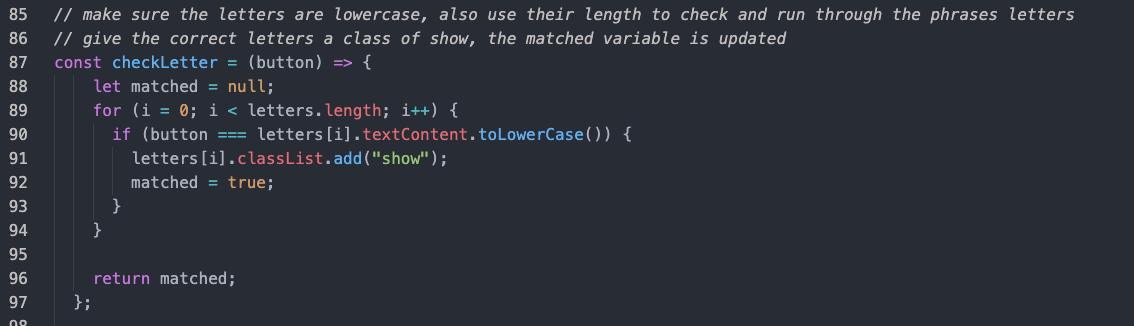 85 // make sure the letters are lowercase, also use their length to check and run through the phrases letters
86 // give the correct letters a class of show, the matched variable is updated
87 const checkLetter = (button) => {
88 let matched = null;
89 for (i = 0; i < letters.length; i++) {
90 if (button === letters[i].textContent.toLowerCase()) {
91 letters[i].classList.add("show");
92 matched = true;
93 }
94 }
95
96 return matched;
97 };